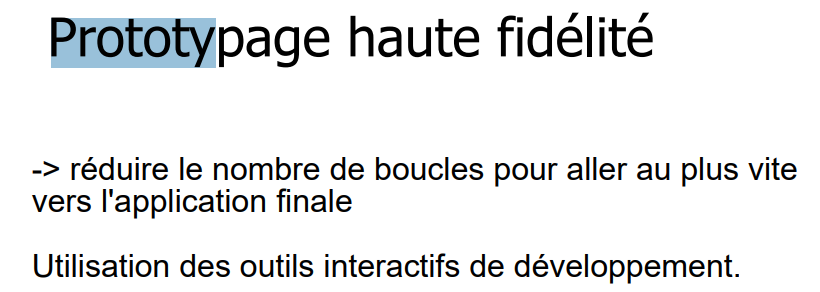 Prototypage haute fidélité
-> réduire le nombre de boucles pour aller au plus vite
vers l'application finale
Utilisation des outils interactifs de développement.